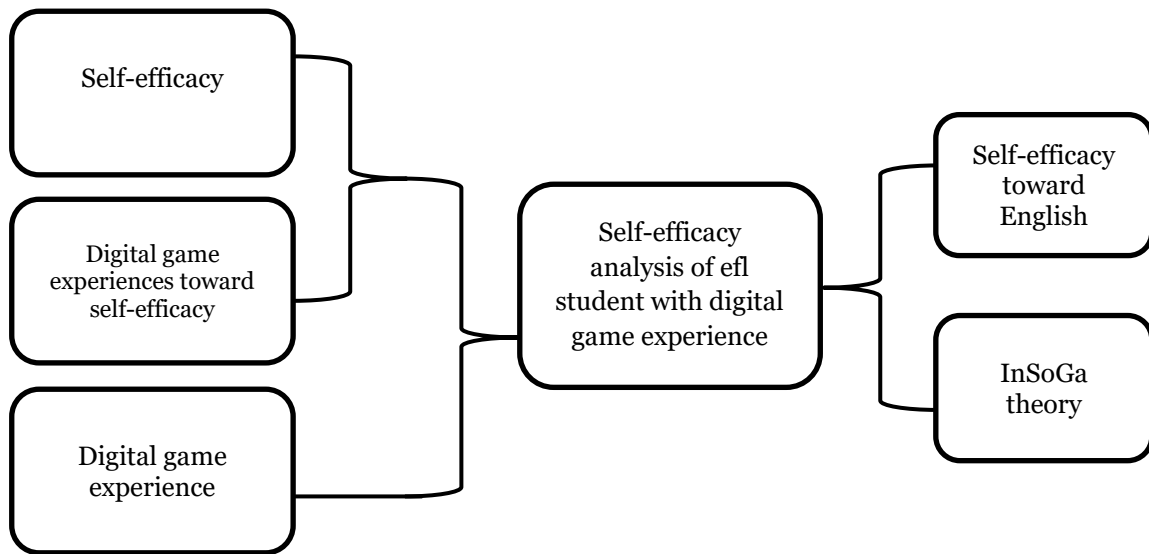 Self-efficacy
Digital game
experiences toward
self-efficacy
Digital game
experience
Self-efficacy
analysis of efl
student with digital
game experience
Self-efficacy
toward
English
InSoGa
theory